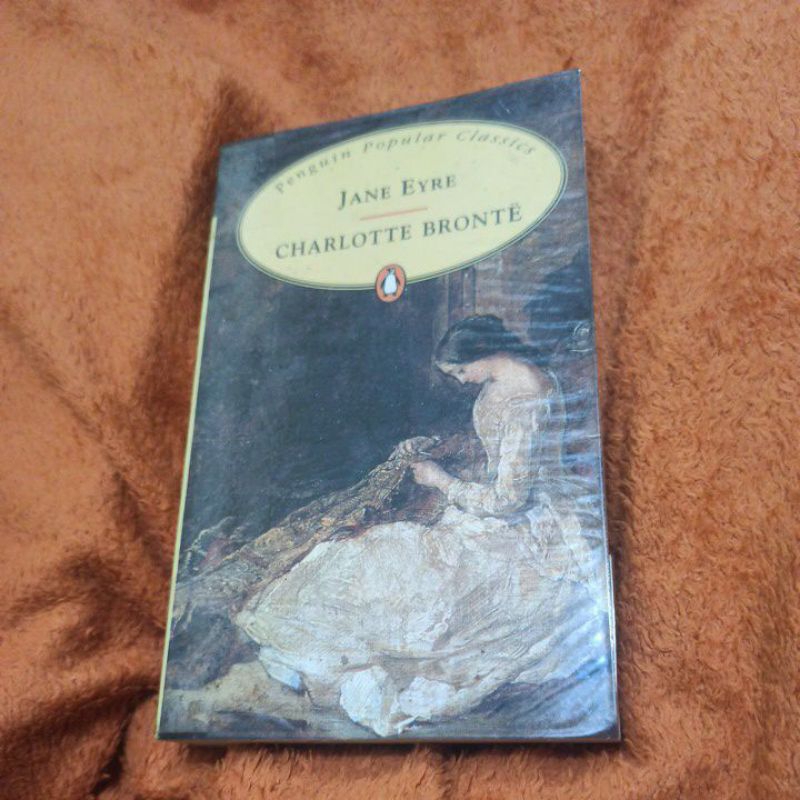 Penguin Popular Classics
JANE EYRE
CHARLOTTE BRONTË